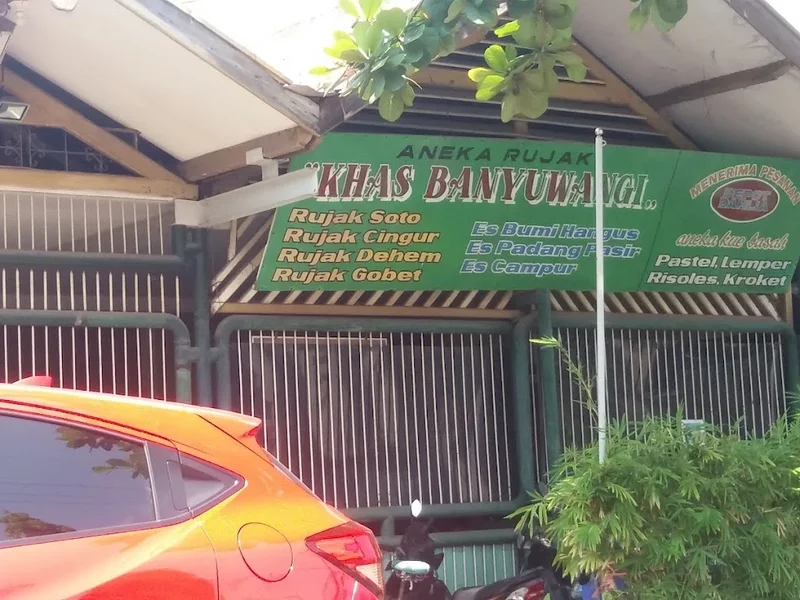 ANEKA RUJAK
"KHAS BANYUWANGI"
Rujak Soto
Rujak Cingur
Rujak Dehem
Rujak Gobet
Es Bumi Hangus
Es Padang Pasir
Es Campur
MENERIMA PESANAN
aneka kue basah
Pastel, Lemper
Risoles, Kroket